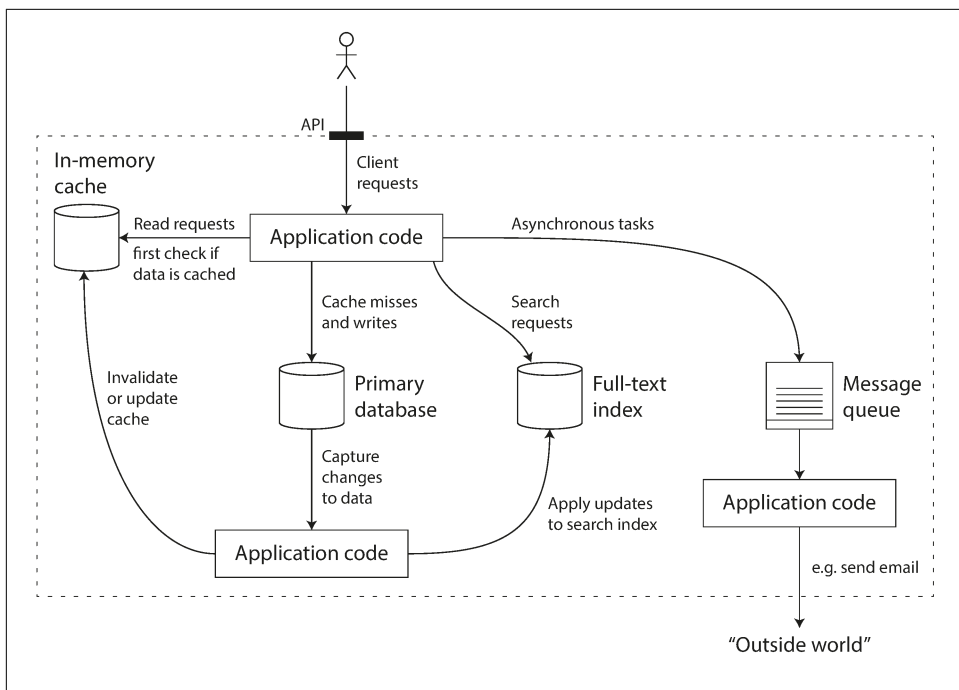 API
Client
requests
In-memory
cache
Read requests
first check if
data is cached
Application code
Asynchronous tasks
Cache misses
and writes
Search
requests
Invalidate
or update
cache
Primary
database
Full-text
index
Message
queue
Capture
changes
to data
Apply updates
to search index
Application code
Application code
e.g. send email
“Outside world”